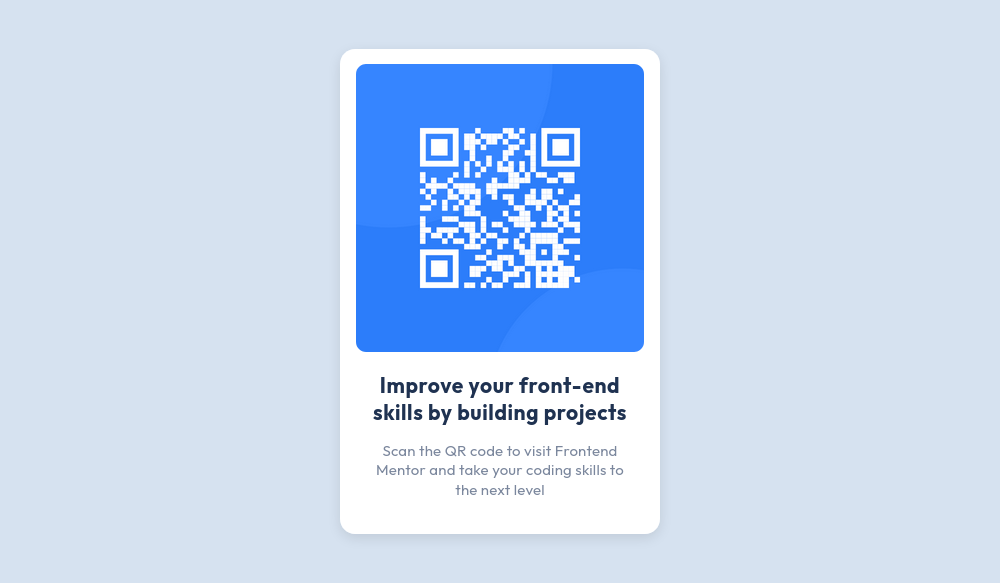 Improve your front-end
skills by building projects
Scan the QR code to visit Frontend
Mentor and take your coding skills to
the next level